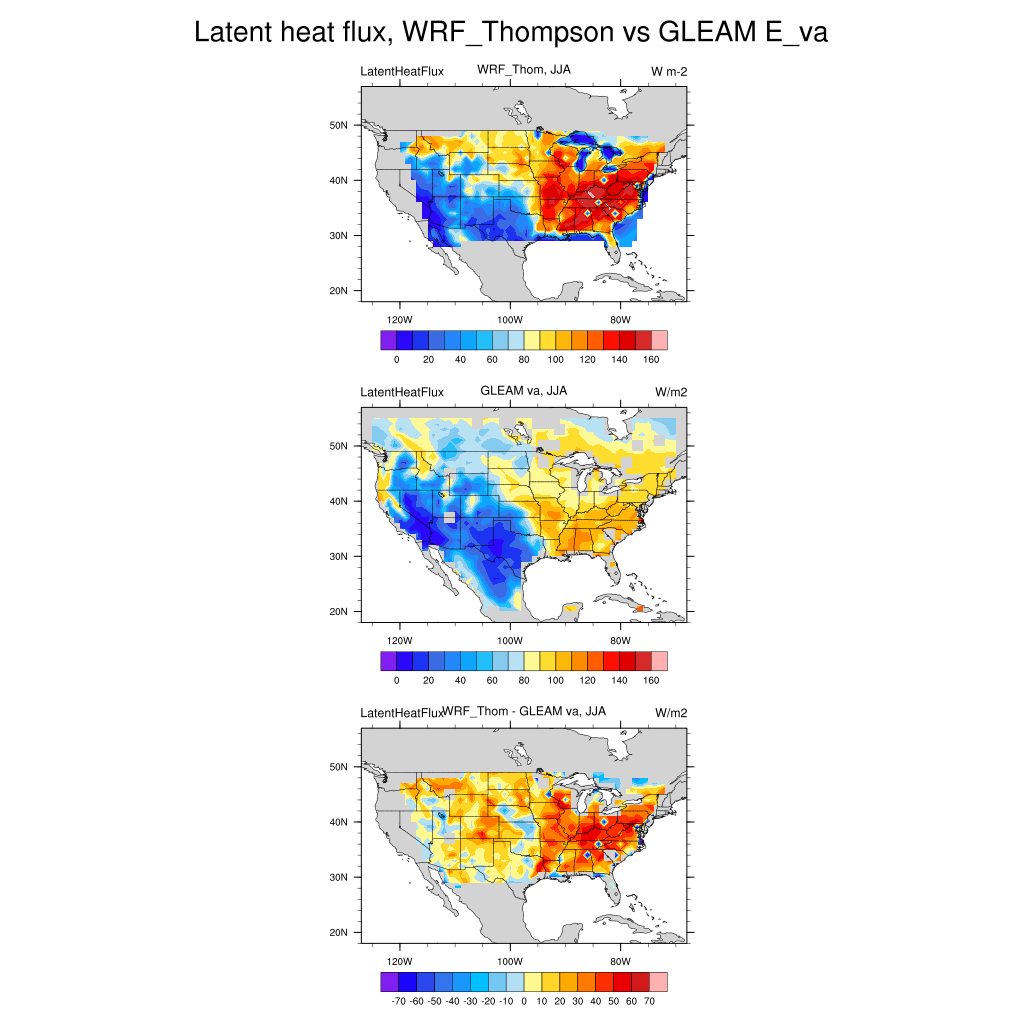 Latent heat flux, WRF_Thompson vs GLEAM E_va
LatentHeatFlux WRF_Thom, JJA W m-2
50N
40N
30N
20N
120W 100W 80W
0 20 40 60 80 100 120 140 160
LatentHeatFlux GLEAM va, JJA W/m2
50N
40N
30N
20N
120W 100W 80W
0 20 40 60 80 100 120 140 160
LatentHeatFlux WRF_Thom - GLEAM va, JJA W/m2
50N
40N
30N
20N
120W 100W 80W
-70 -60 -50 -40 -30 -20 -10 0 10 20 30 40 50 60 70